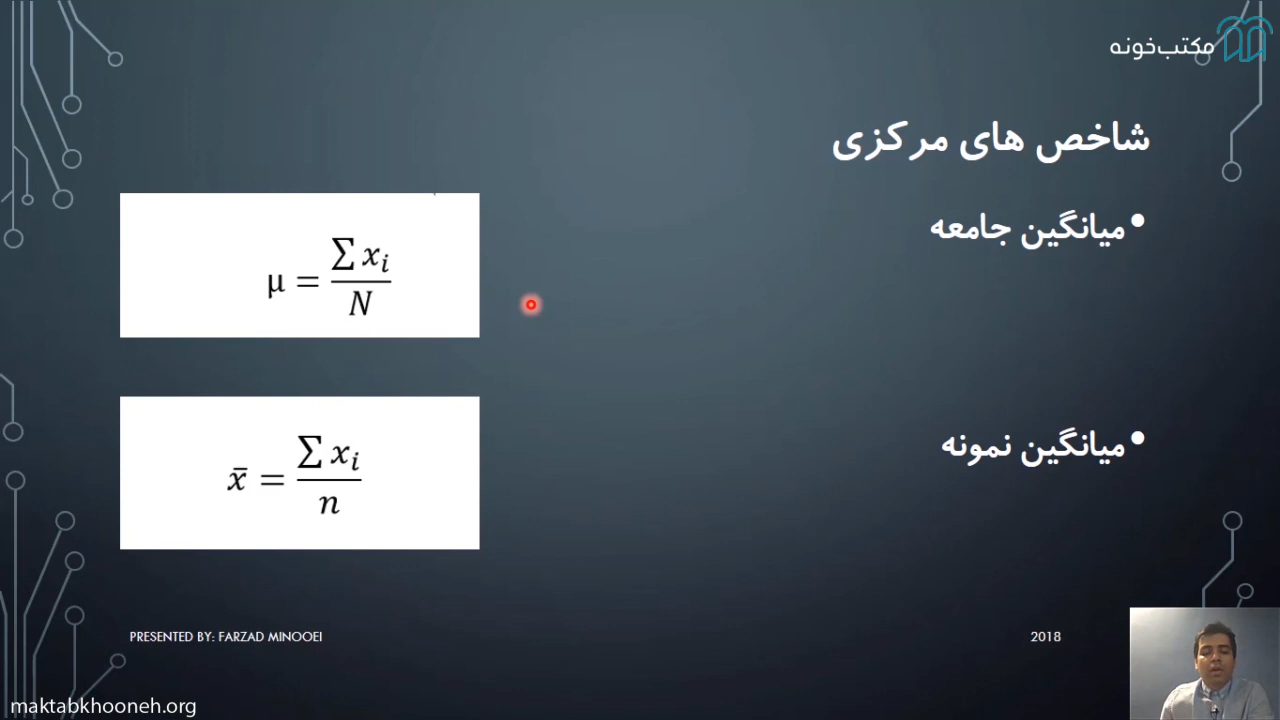 مکتب‌خونه
شاخص های مرکزی
• میانگین جامعه
μ = ∑ xᵢ / N
• میانگین نمونه
x̄ = ∑ xᵢ / n
PRESENTED BY: FARZAD MINOOEI
2018
maktabkhooneh.org